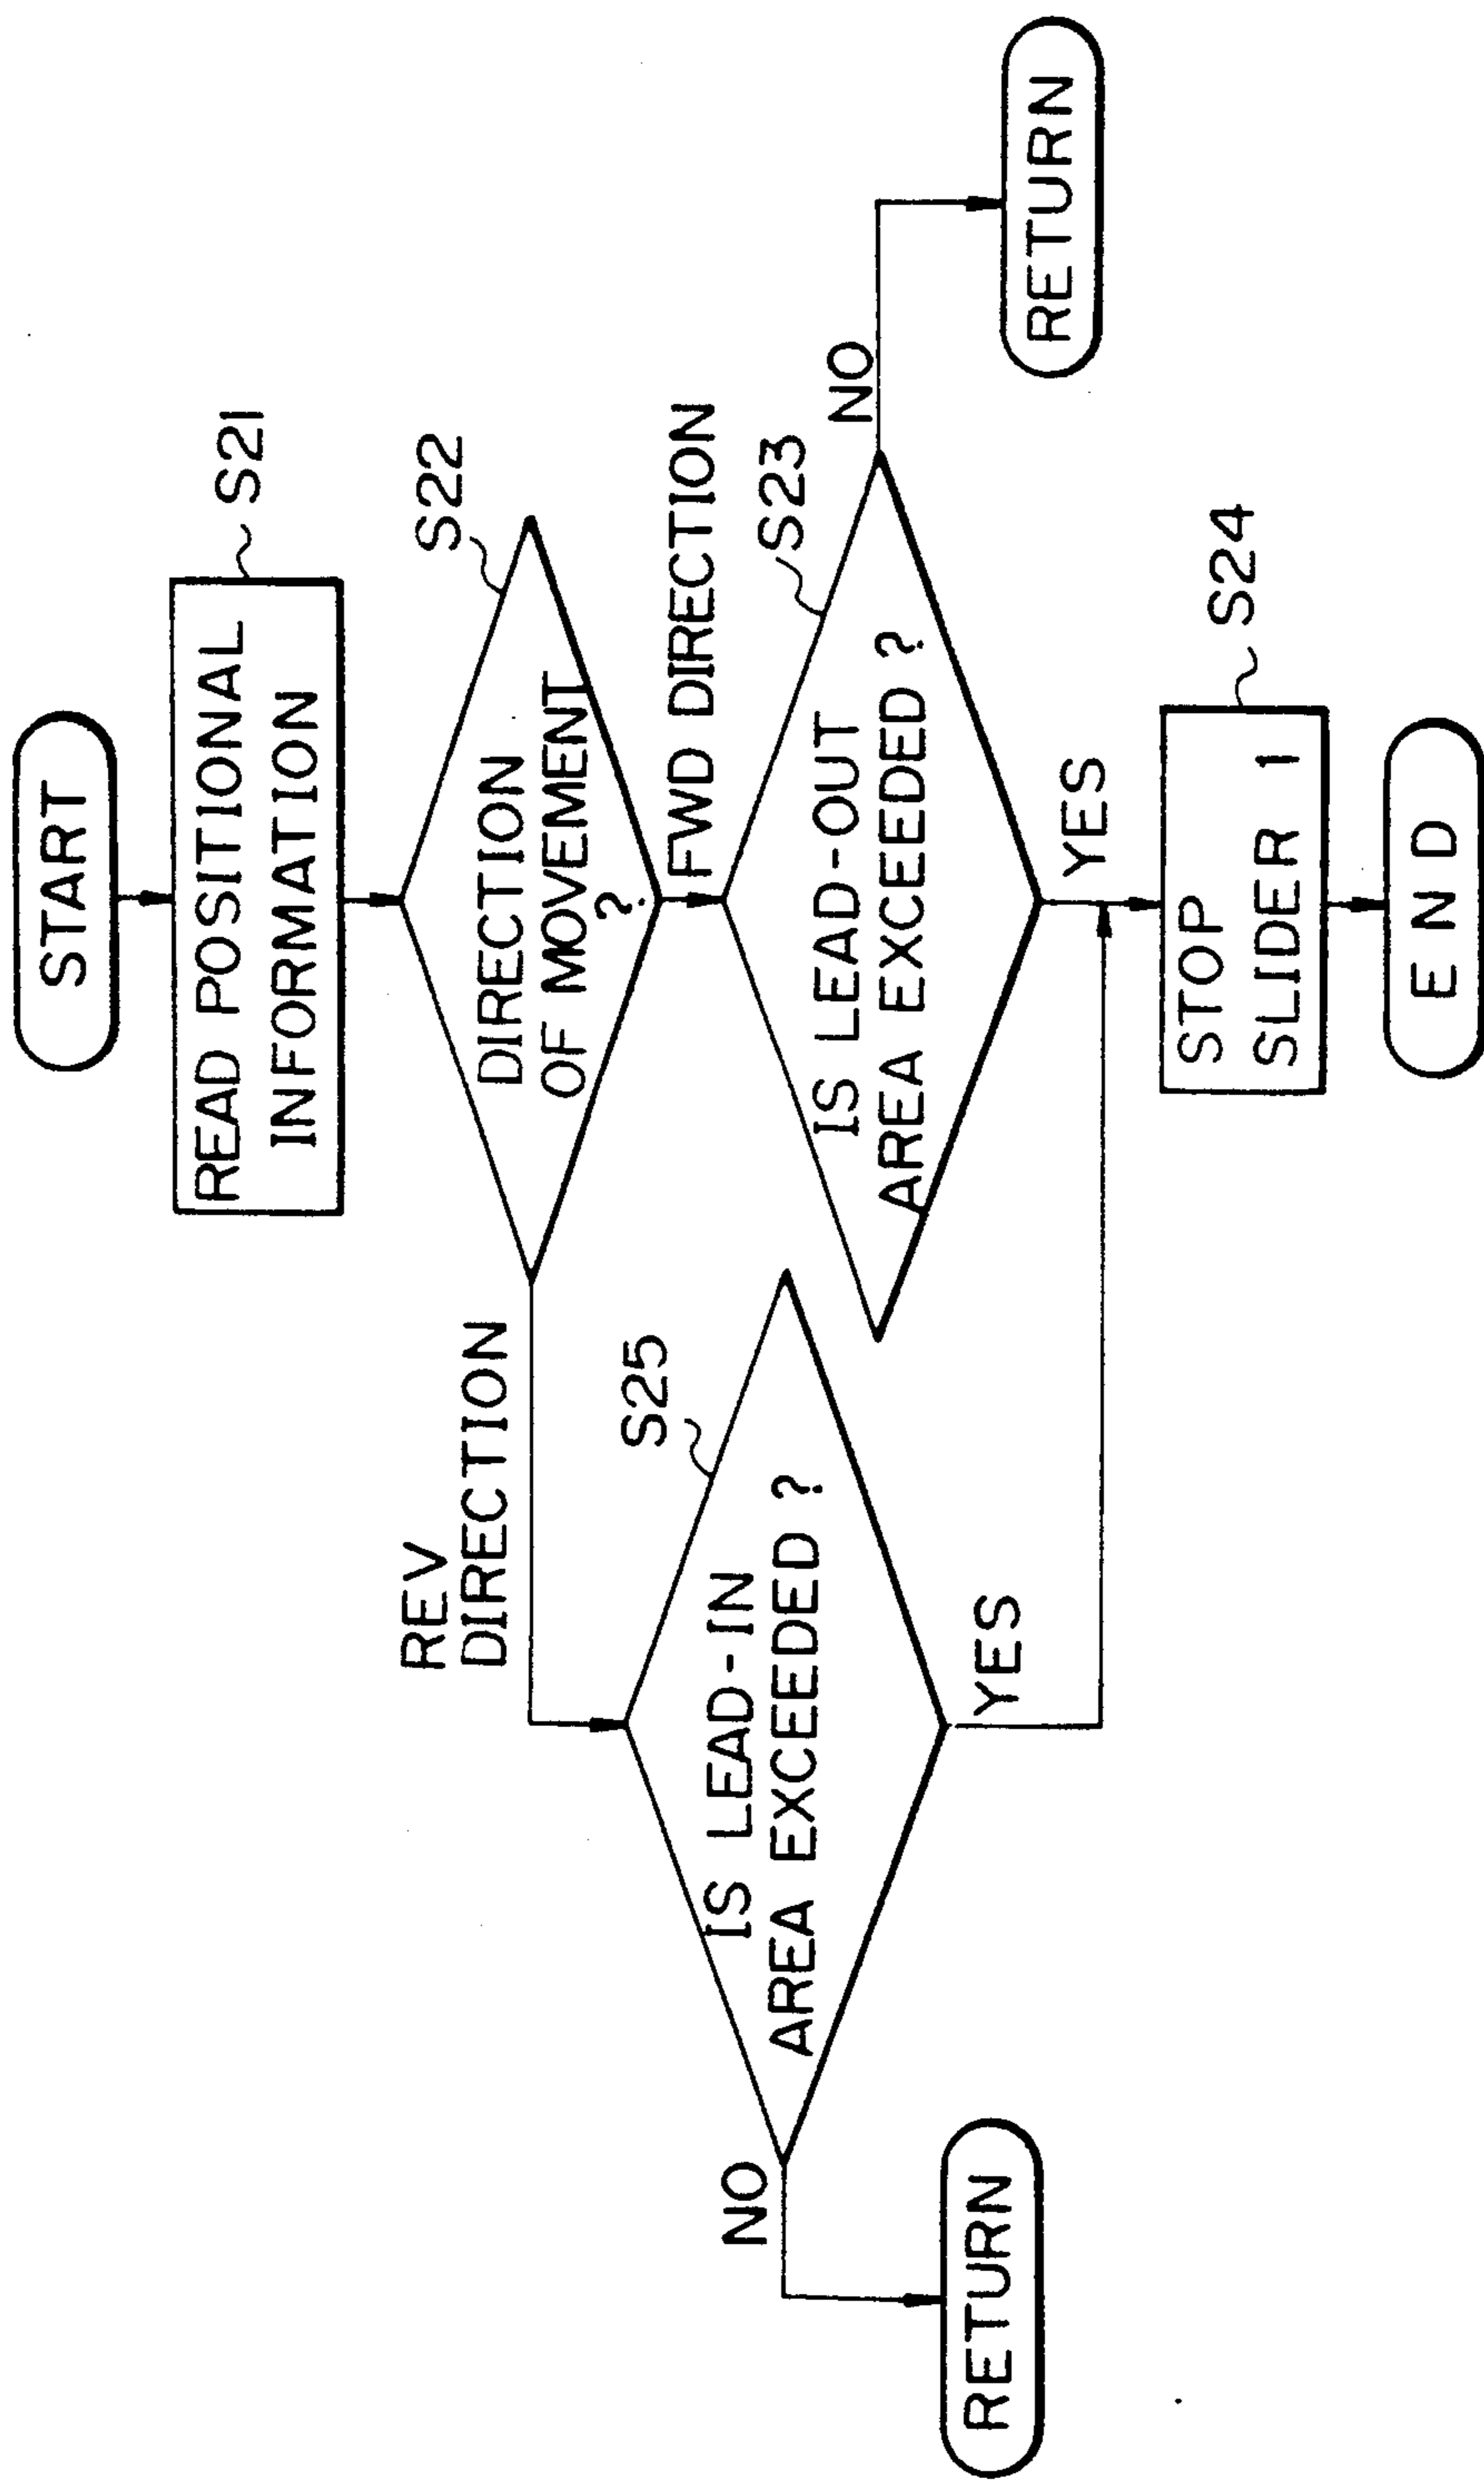 START
READ POSITIONAL
INFORMATION
S21
DIRECTION
OF MOVEMENT
?
S22
REV
DIRECTION
FWD DIRECTION
IS LEAD-IN
AREA EXCEEDED ?
S25
NO
YES
RETURN
IS LEAD-OUT
AREA EXCEEDED ?
S23
NO
YES
RETURN
STOP
SLIDER 1
S24
END